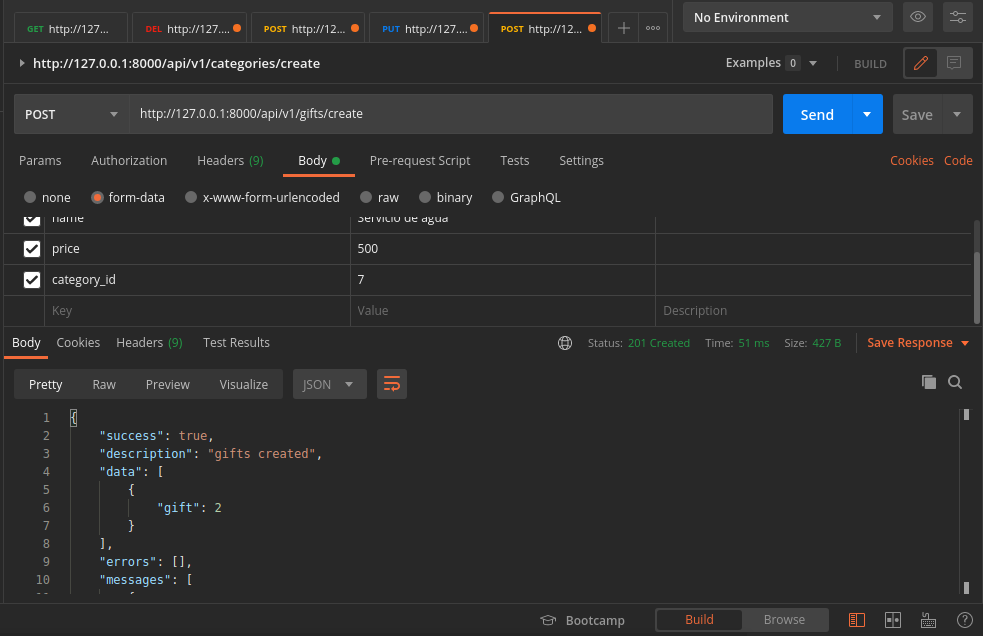 GET http://127...
DEL http://127....
POST http://12...
PUT http://127....
POST http://12...
No Environment
http://127.0.0.1:8000/api/v1/categories/create
Examples 0
BUILD
POST
http://127.0.0.1:8000/api/v1/gifts/create
Send
Save
Params Authorization Headers (9) Body Pre-request Script Tests Settings Cookies Code
none form-data x-www-form-urlencoded raw binary GraphQL
name Servicio de agua
price 500
category_id 7
Key Value Description
Body Cookies Headers (9) Test Results Status: 201 Created Time: 51 ms Size: 427 B Save Response
Pretty Raw Preview Visualize JSON
1 {
2 "success": true,
3 "description": "gifts created",
4 "data": [
5 {
6 "gift": 2
7 }
8 ],
9 "errors": [],
10 "messages": [
Bootcamp Build Browse